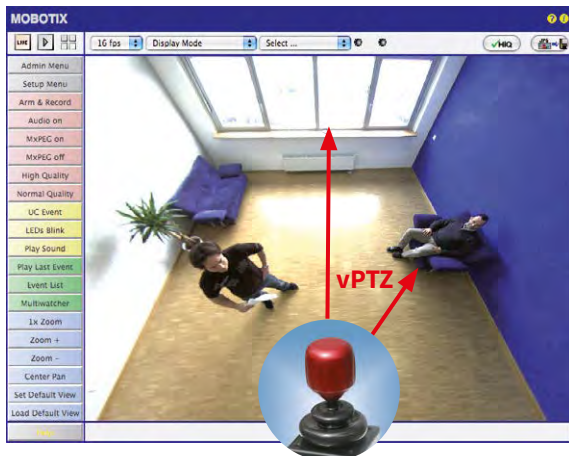 MOBOTIX
? i
LIVE
16 fps Display Mode Select ... HiQ
Admin Menu
Setup Menu
Arm & Record
Audio on
MxPEG on
MxPEG off
High Quality
Normal Quality
UC Event
LEDs Blink
Play Sound
Play Last Event
Event List
Multiwatcher
1x Zoom
Zoom +
Zoom -
Center Pan
Set Default View
Load Default View
vPTZ